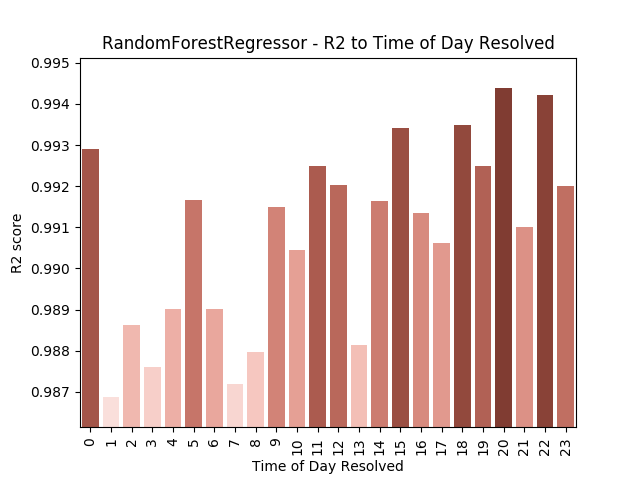 RandomForestRegressor - R2 to Time of Day Resolved
0.995
0.994
0.993
0.992
0.991
0.990
0.989
0.988
0.987
R2 score
0 1 2 3 4 5 6 7 8 9 10 11 12 13 14 15 16 17 18 19 20 21 22 23
Time of Day Resolved